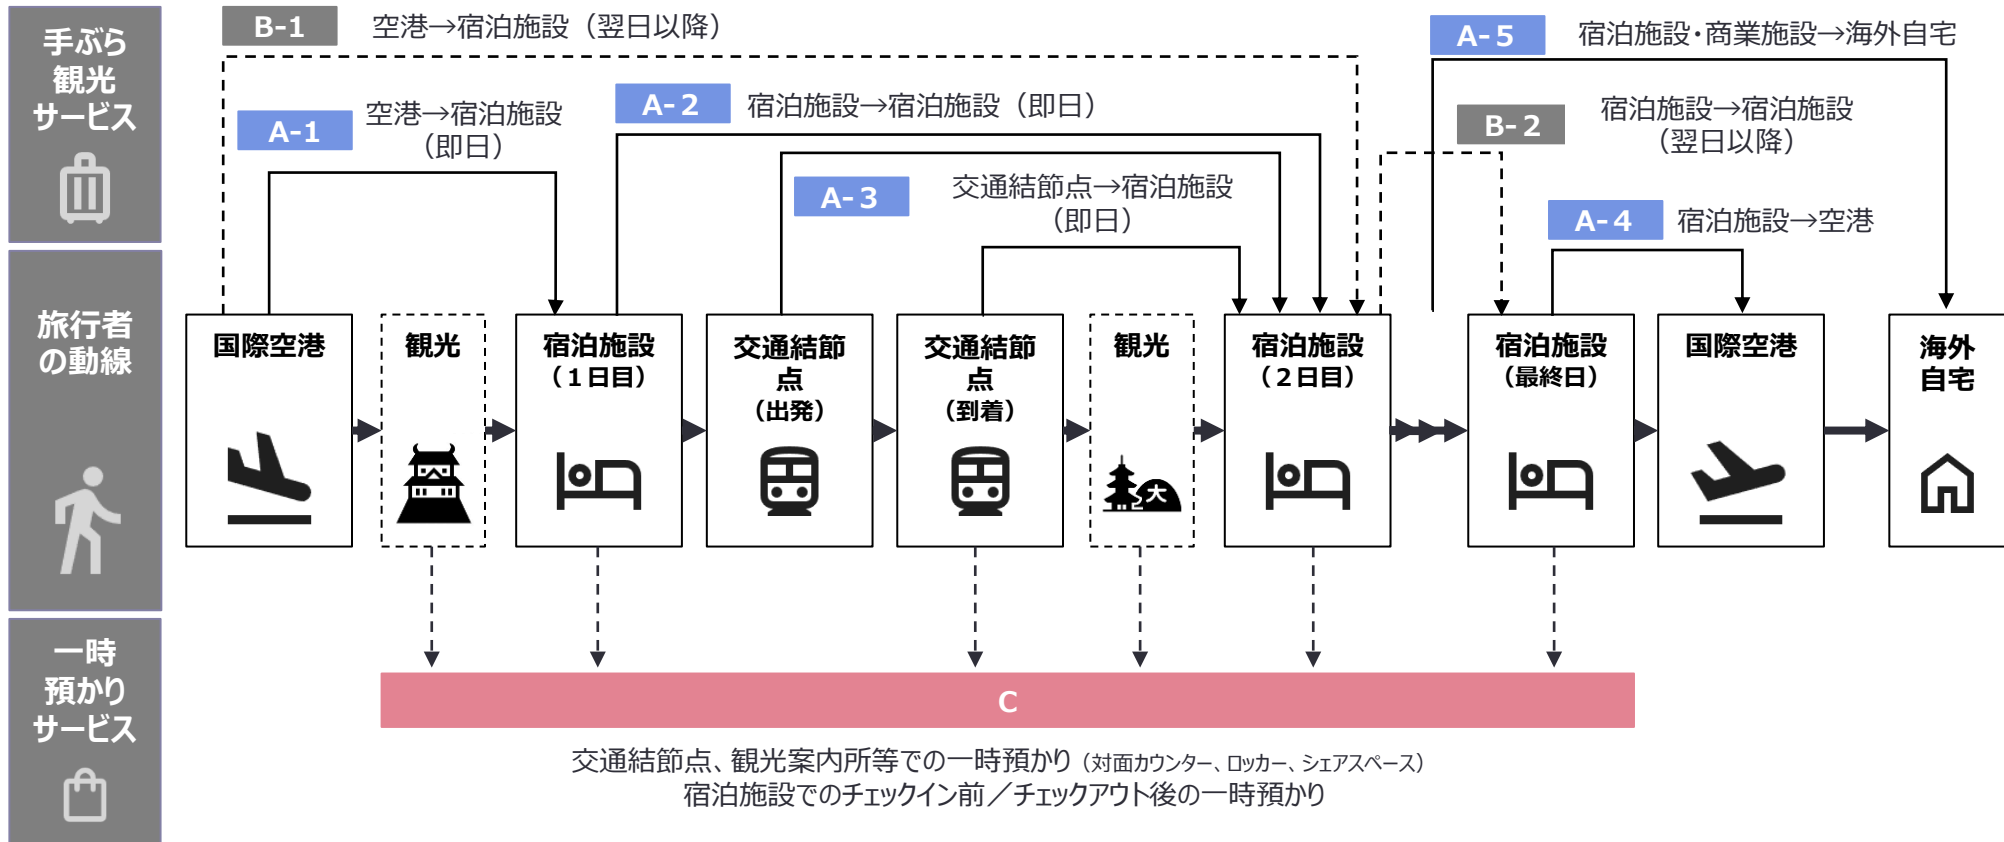 手ぶら
観光
サービス
B-1
空港→宿泊施設（翌日以降）
A-1
空港→宿泊施設
（即日）
A-2
宿泊施設→宿泊施設（即日）
A-3
交通結節点→宿泊施設
（即日）
A-5
宿泊施設・商業施設→海外自宅
B-2
宿泊施設→宿泊施設
（翌日以降）
A-4
宿泊施設→空港
旅行者
の動線
国際空港
観光
宿泊施設
（１日目）
交通結節
点
（出発）
交通結節
点
（到着）
観光
大
宿泊施設
（２日目）
宿泊施設
（最終日）
国際空港
海外
自宅
一時
預かり
サービス
C
交通結節点、観光案内所等での一時預かり（対面カウンター、ロッカー、シェアスペース）
宿泊施設でのチェックイン前／チェックアウト後の一時預かり